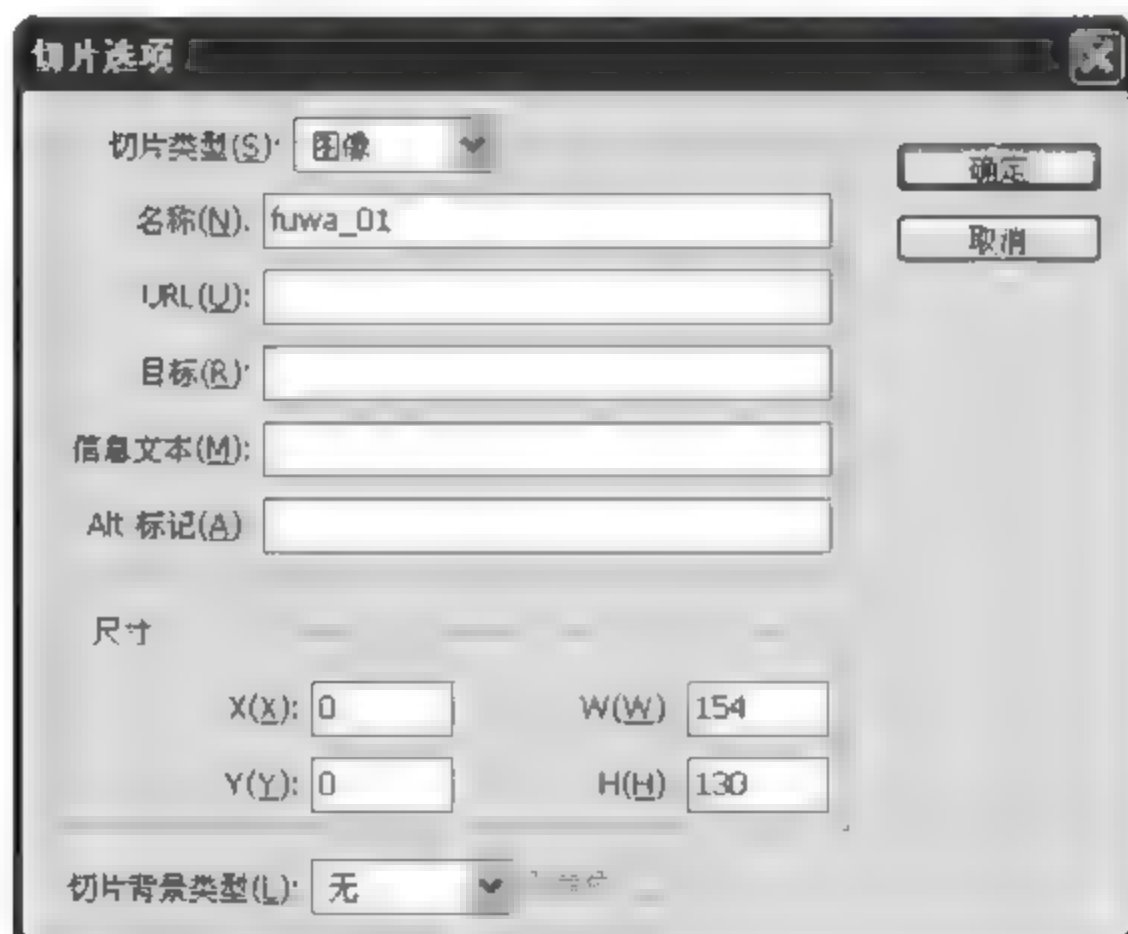 切片选项
切片类型(S): 图像
确定
名称(N): fuwa_01
取消
URL(U):
目标(R):
信息文本(M):
Alt 标记(A)
尺寸
X(X): 0 W(W) 154
Y(Y): 0 H(H) 130
切片背景类型(L): 无